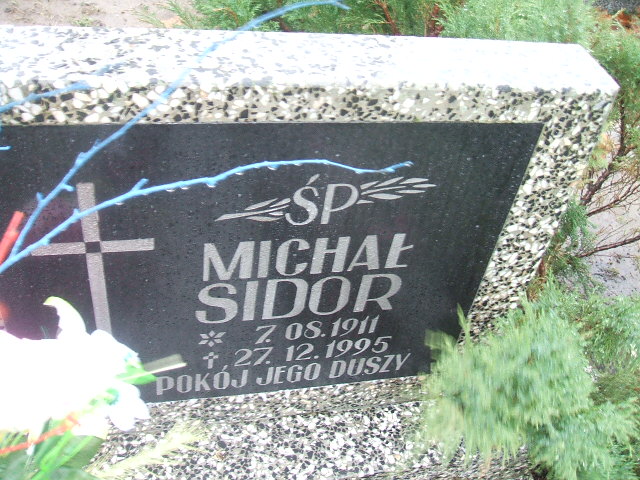 ŚP
MICHAŁ
SIDOR
7. 08. 1911
27. 12. 1995
POKÓJ JEGO DUSZY